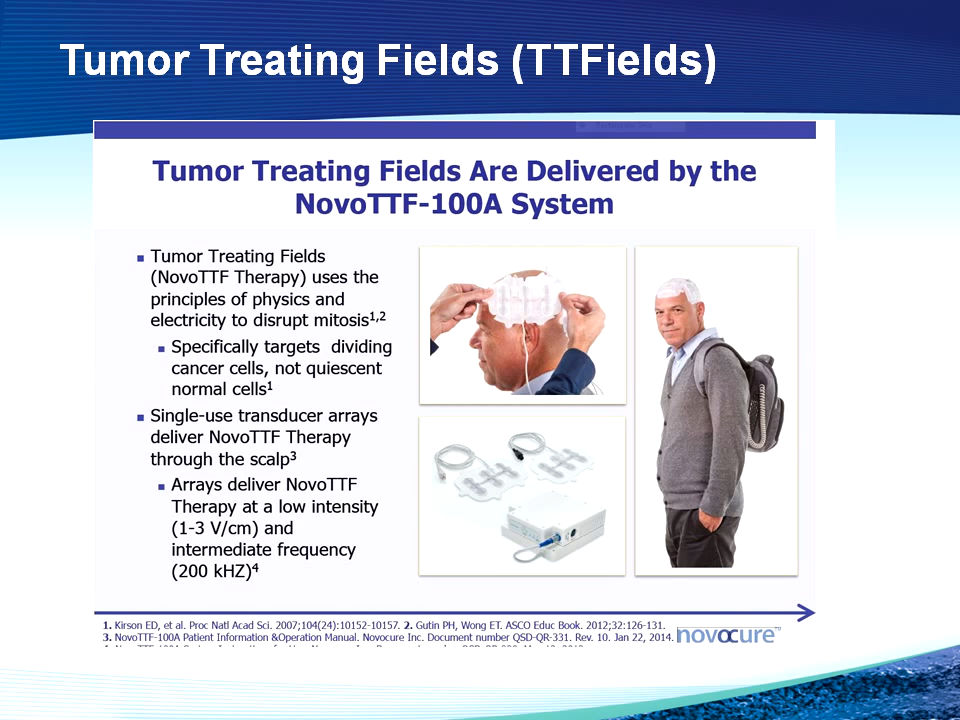 Tumor Treating Fields (TTFields)
Tumor Treating Fields Are Delivered by the
NovoTTF-100A System
▪ Tumor Treating Fields
(NovoTTF Therapy) uses the
principles of physics and
electricity to disrupt mitosis1,2
▪ Specifically targets dividing
cancer cells, not quiescent
normal cells1
▪ Single-use transducer arrays
deliver NovoTTF Therapy
through the scalp3
▪ Arrays deliver NovoTTF
Therapy at a low intensity
(1-3 V/cm) and
intermediate frequency
(200 kHZ)4
1. Kirson ED, et al. Proc Natl Acad Sci. 2007;104(24):10152-10157. 2. Gutin PH, Wong ET. ASCO Educ Book. 2012;32:126-131.
3. NovoTTF-100A Patient Information &Operation Manual. Novocure Inc. Document number QSD-QR-331. Rev. 10. Jan 22, 2014.
novocure™